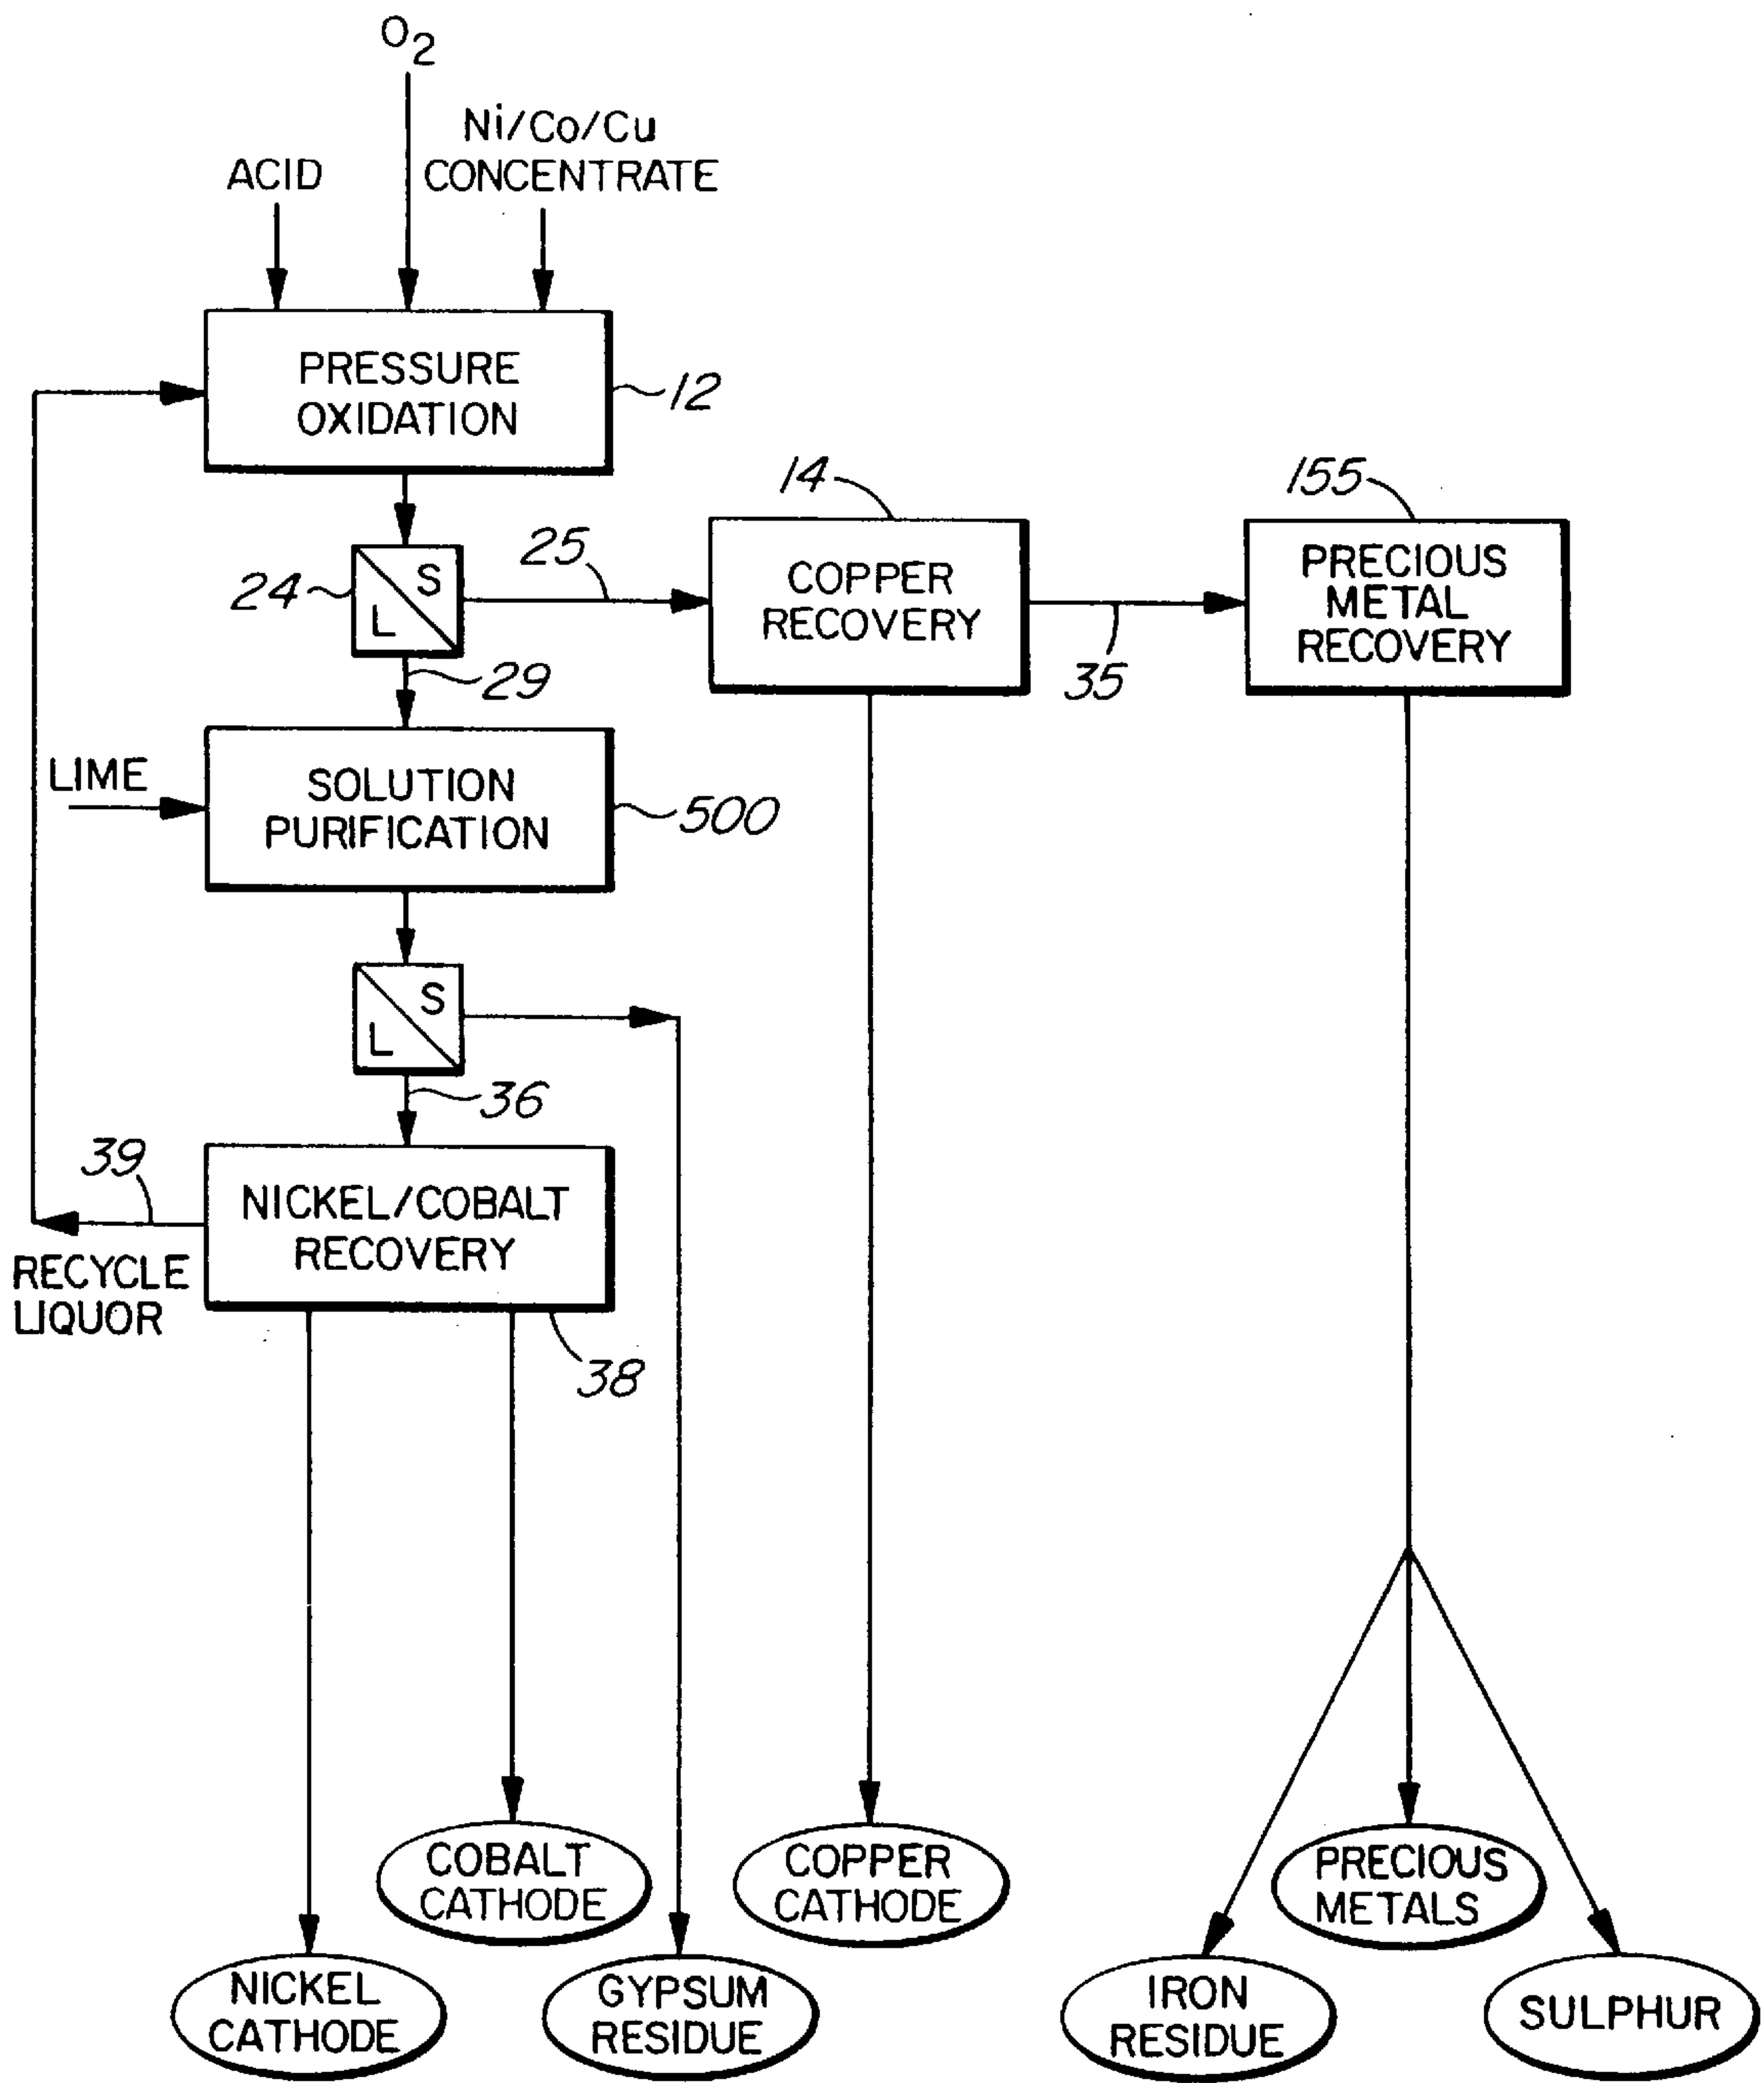 O2
Ni/Co/Cu
CONCENTRATE
ACID
PRESSURE
OXIDATION
12
14
155
25
24
S
L
COPPER
RECOVERY
PRECIOUS
METAL
RECOVERY
35
29
LIME
SOLUTION
PURIFICATION
500
S
L
36
39
NICKEL/COBALT
RECOVERY
RECYCLE
LIQUOR
38
COBALT
CATHODE
COPPER
CATHODE
PRECIOUS
METALS
NICKEL
CATHODE
GYPSUM
RESIDUE
IRON
RESIDUE
SULPHUR